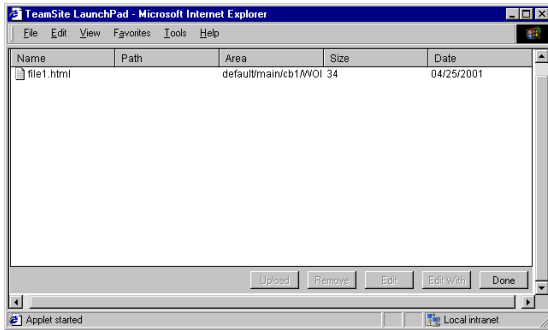 TeamSite LaunchPad - Microsoft Internet Explorer
File Edit View Favorites Tools Help
Name Path Area Size Date
file1.html default/main/cb1/WOI 34 04/25/2001
Upload Remove Edit Edit With Done
Applet started Local intranet